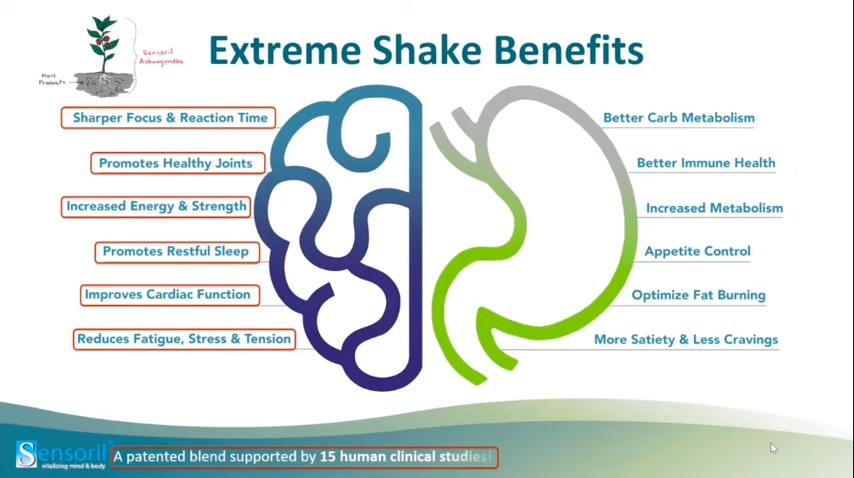 Extreme Shake Benefits
Sensoril
Ashwagandha
Most
Products
Sharper Focus & Reaction Time
Promotes Healthy Joints
Increased Energy & Strength
Promotes Restful Sleep
Improves Cardiac Function
Reduces Fatigue, Stress & Tension
Better Carb Metabolism
Better Immune Health
Increased Metabolism
Appetite Control
Optimize Fat Burning
More Satiety & Less Cravings
Sensoril®
vitalizing mind & body
A patented blend supported by 15 human clinical studies!